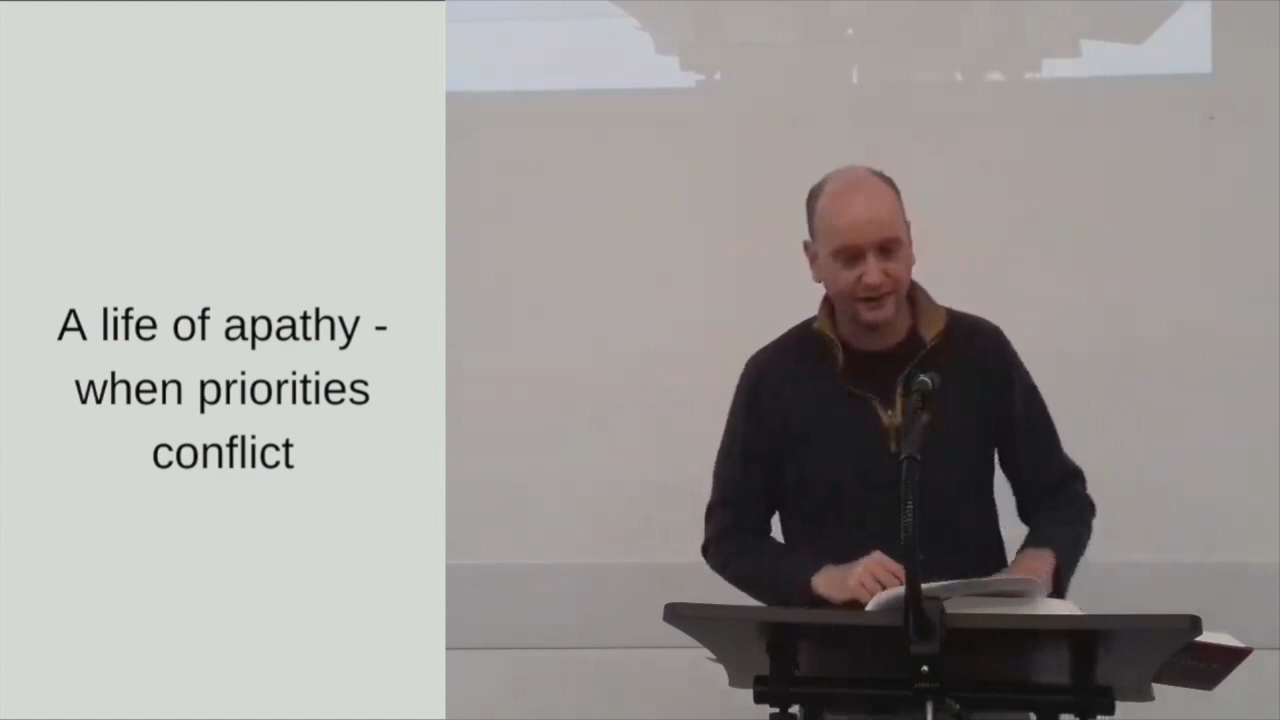 A life of apathy -
when priorities
conflict